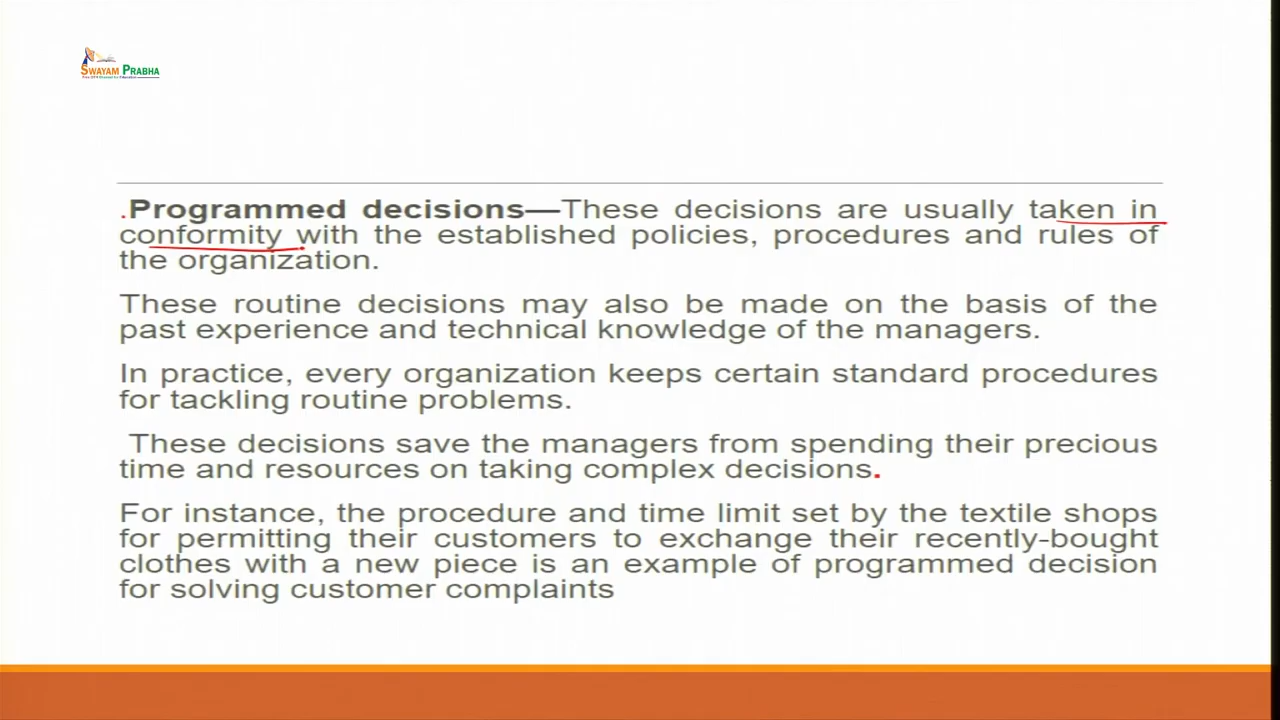 SWAYAM PRABHA
.Programmed decisions—These decisions are usually taken in
conformity with the established policies, procedures and rules of
the organization.
These routine decisions may also be made on the basis of the
past experience and technical knowledge of the managers.
In practice, every organization keeps certain standard procedures
for tackling routine problems.
These decisions save the managers from spending their precious
time and resources on taking complex decisions.
For instance, the procedure and time limit set by the textile shops
for permitting their customers to exchange their recently-bought
clothes with a new piece is an example of programmed decision
for solving customer complaints